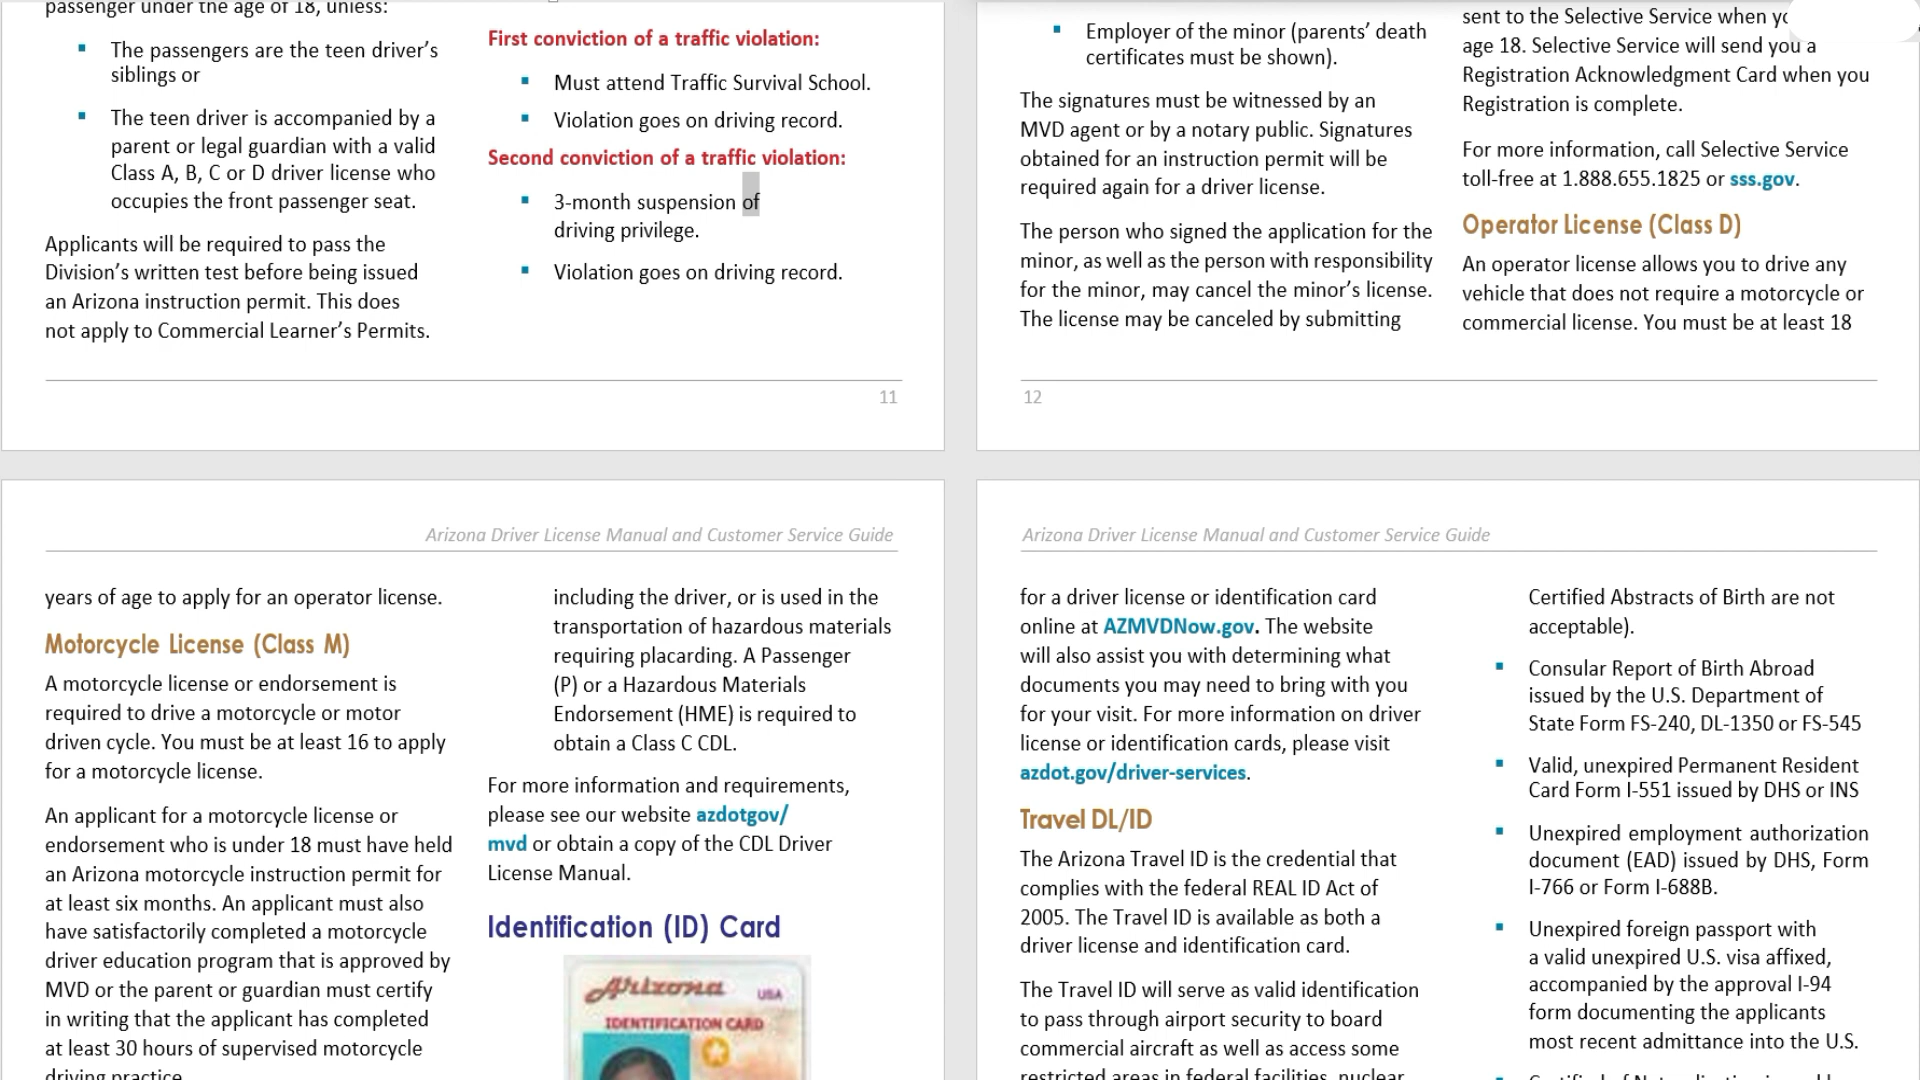 passenger under the age of 18, unless:
▪ The passengers are the teen driver's
siblings or
▪ The teen driver is accompanied by a
parent or legal guardian with a valid
Class A, B, C or D driver license who
occupies the front passenger seat.
Applicants will be required to pass the
Division's written test before being issued
an Arizona instruction permit. This does
not apply to Commercial Learner's Permits.
First conviction of a traffic violation:
▪ Must attend Traffic Survival School.
▪ Violation goes on driving record.
Second conviction of a traffic violation:
▪ 3-month suspension of
driving privilege.
▪ Violation goes on driving record.
11
▪ Employer of the minor (parents' death
certificates must be shown).
The signatures must be witnessed by an
MVD agent or by a notary public. Signatures
obtained for an instruction permit will be
required again for a driver license.
The person who signed the application for the
minor, as well as the person with responsibility
for the minor, may cancel the minor's license.
The license may be canceled by submitting
sent to the Selective Service when
age 18. Selective Service will send you a
Registration Acknowledgment Card when you
Registration is complete.
For more information, call Selective Service
toll-free at 1.888.655.1825 or sss.gov.
Operator License (Class D)
An operator license allows you to drive any
vehicle that does not require a motorcycle or
commercial license. You must be at least 18
12
Arizona Driver License Manual and Customer Service Guide
years of age to apply for an operator license.
Motorcycle License (Class M)
A motorcycle license or endorsement is
required to drive a motorcycle or motor
driven cycle. You must be at least 16 to apply
for a motorcycle license.
An applicant for a motorcycle license or
endorsement who is under 18 must have held
an Arizona motorcycle instruction permit for
at least six months. An applicant must also
have satisfactorily completed a motorcycle
driver education program that is approved by
MVD or the parent or guardian must certify
in writing that the applicant has completed
at least 30 hours of supervised motorcycle
driving practice.
including the driver, or is used in the
transportation of hazardous materials
requiring placarding. A Passenger
(P) or a Hazardous Materials
Endorsement (HME) is required to
obtain a Class C CDL.
For more information and requirements,
please see our website azdotgov/
mvd or obtain a copy of the CDL Driver
License Manual.
Identification (ID) Card
Arizona USA
IDENTIFICATION CARD
Arizona Driver License Manual and Customer Service Guide
for a driver license or identification card
online at AZMVDNow.gov. The website
will also assist you with determining what
documents you may need to bring with you
for your visit. For more information on driver
license or identification cards, please visit
azdot.gov/driver-services.
Travel DL/ID
The Arizona Travel ID is the credential that
complies with the federal REAL ID Act of
2005. The Travel ID is available as both a
driver license and identification card.
The Travel ID will serve as valid identification
to pass through airport security to board
commercial aircraft as well as access some
restricted areas in federal facilities, nuclear
Certified Abstracts of Birth are not
acceptable).
▪ Consular Report of Birth Abroad
issued by the U.S. Department of
State Form FS-240, DL-1350 or FS-545
▪ Valid, unexpired Permanent Resident
Card Form I-551 issued by DHS or INS
▪ Unexpired employment authorization
document (EAD) issued by DHS, Form
I-766 or Form I-688B.
▪ Unexpired foreign passport with
a valid unexpired U.S. visa affixed,
accompanied by the approval I-94
form documenting the applicants
most recent admittance into the U.S.